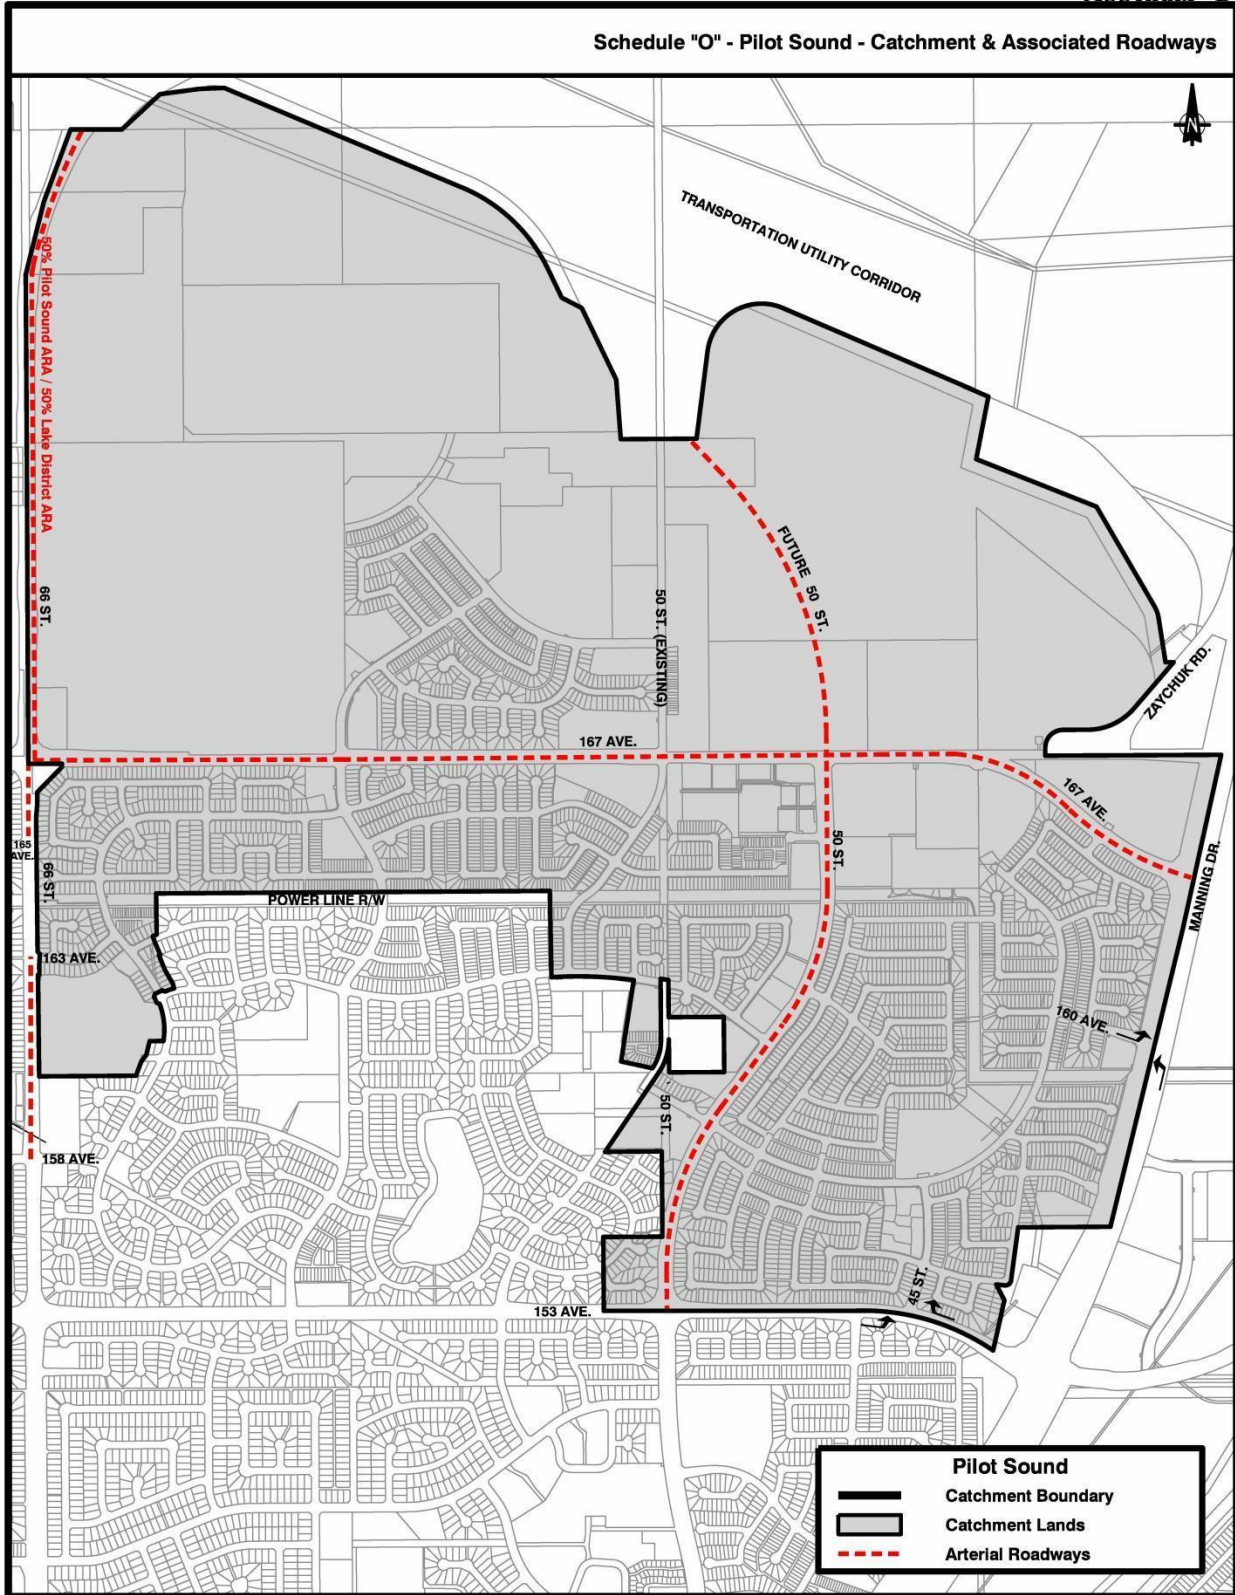 Schedule "O" - Pilot Sound - Catchment & Associated Roadways
N
TRANSPORTATION UTILITY CORRIDOR
50% Pilot Sound ARA / 50% Lake District ARA
66 ST.
FUTURE 50 ST.
50 ST. (EXISTING)
ZAYCHUK RD.
167 AVE.
167 AVE.
165
AVE.
66 ST.
50 ST.
MANNING DR.
POWER LINE R/W
163 AVE.
160 AVE.
50 ST.
158 AVE.
45 ST.
153 AVE.
Pilot Sound
Catchment Boundary
Catchment Lands
Arterial Roadways